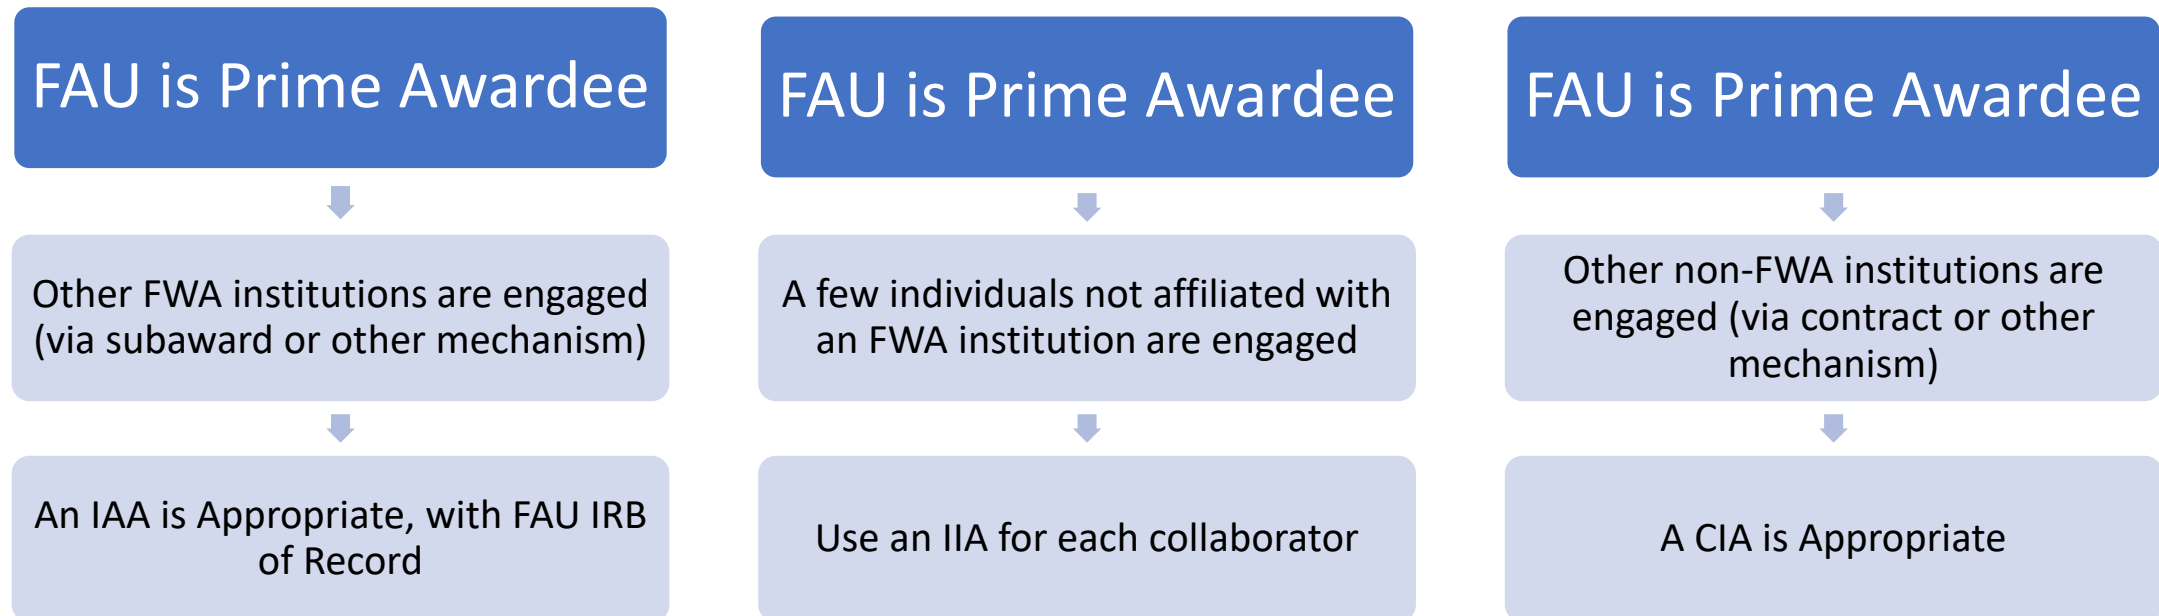 FAU is Prime Awardee
Other FWA institutions are engaged
(via subaward or other mechanism)
An IAA is Appropriate, with FAU IRB
of Record
FAU is Prime Awardee
A few individuals not affiliated with
an FWA institution are engaged
Use an IIA for each collaborator
FAU is Prime Awardee
Other non-FWA institutions are
engaged (via contract or other
mechanism)
A CIA is Appropriate